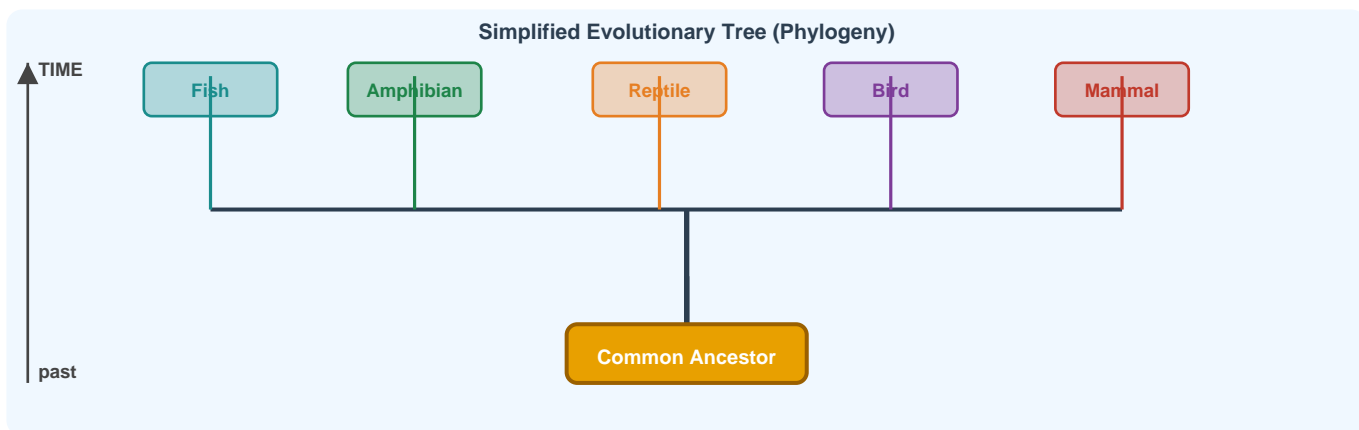 Simplified Evolutionary Tree (Phylogeny)
TIME
Fish
Amphibian
Reptile
Bird
Mammal
Common Ancestor
past